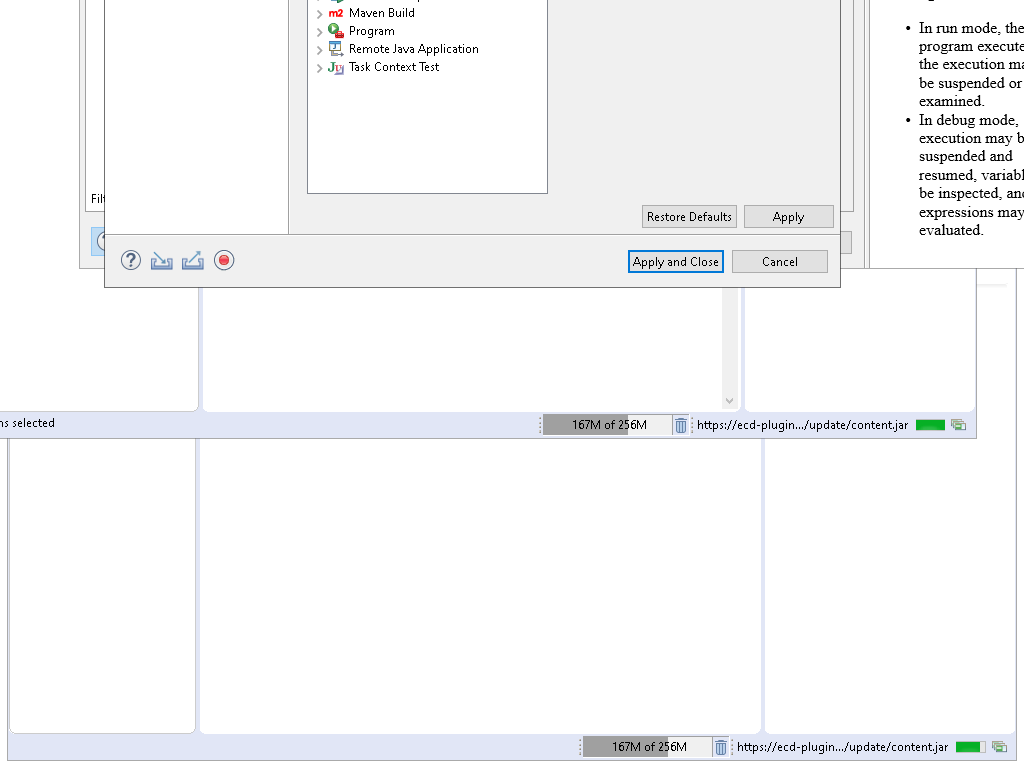 Maven Build
Program
Remote Java Application
Task Context Test
In run mode, the
program execute
the execution ma
be suspended or
examined.
In debug mode,
execution may b
suspended and
resumed, variabl
be inspected, an
expressions may
evaluated.
Filt
Restore Defaults
Apply
Apply and Close
Cancel
ns selected
167M of 256M
https://ecd-plugin.../update/content.jar
167M of 256M
https://ecd-plugin.../update/content.jar